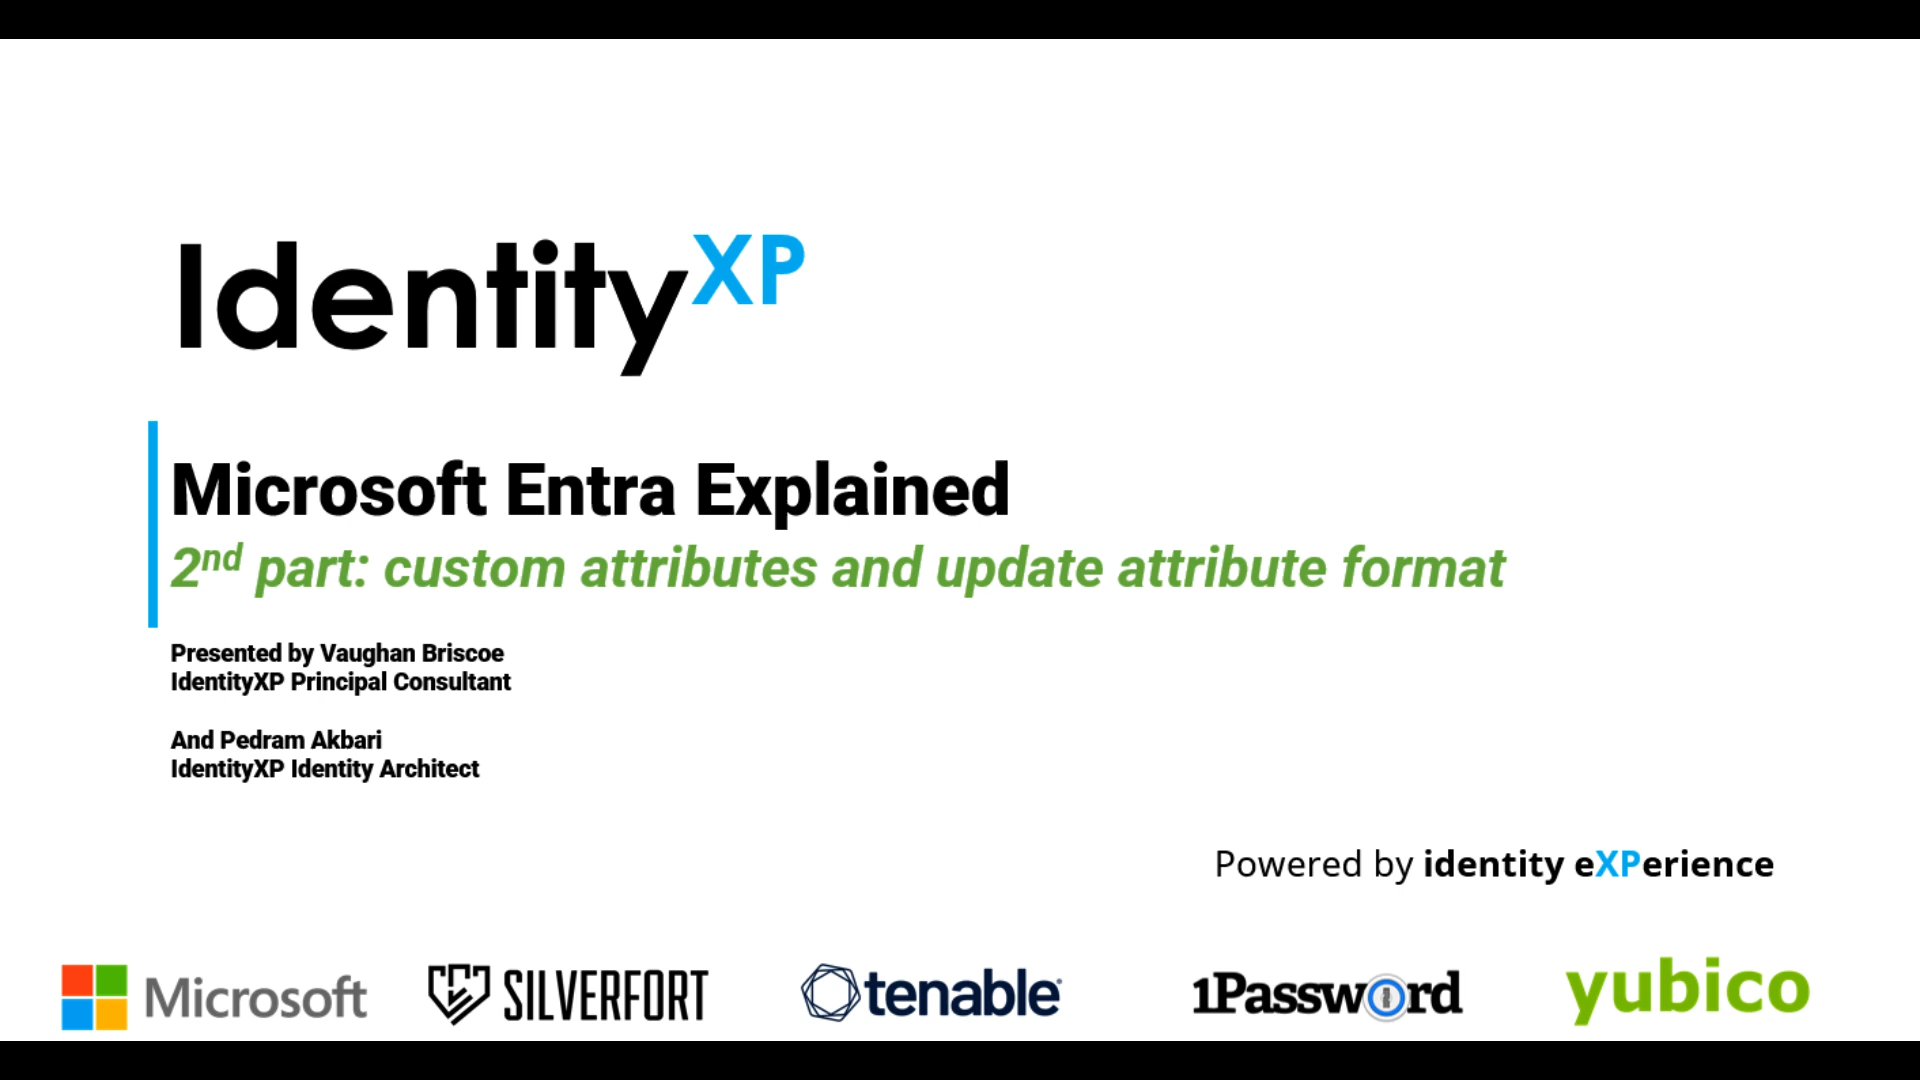 IdentityXP
Microsoft Entra Explained
2nd part: custom attributes and update attribute format
Presented by Vaughan Briscoe
IdentityXP Principal Consultant
And Pedram Akbari
IdentityXP Identity Architect
Powered by identity eXPerience
Microsoft SILVERFORT tenable 1Password yubico